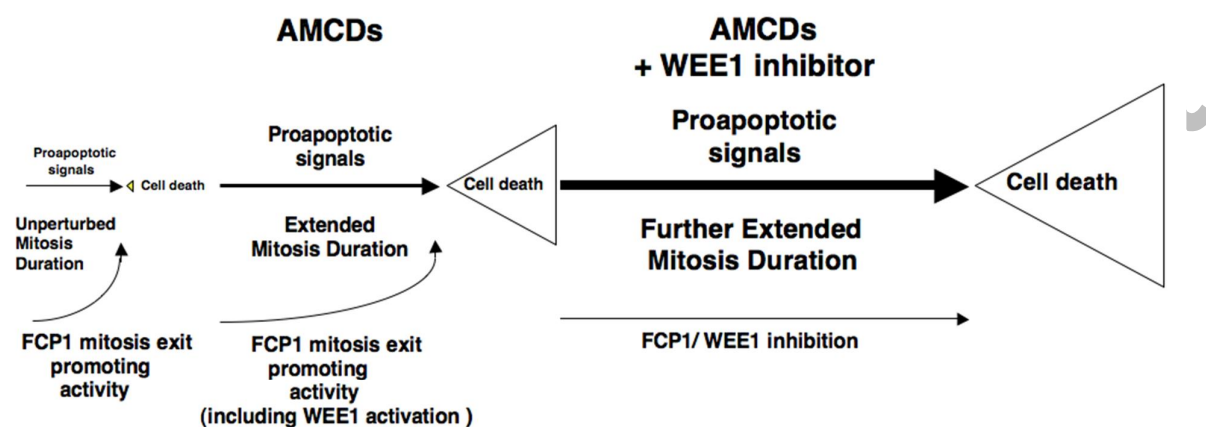 AMCDs
AMCDs
+ WEE1 inhibitor
Proapoptotic
signals
Cell death
Unperturbed
Mitosis
Duration
FCP1 mitosis exit
promoting
activity
Proapoptotic
signals
Cell death
Extended
Mitosis Duration
FCP1 mitosis exit
promoting
activity
(including WEE1 activation )
Proapoptotic
signals
Cell death
Further Extended
Mitosis Duration
FCP1/ WEE1 inhibition